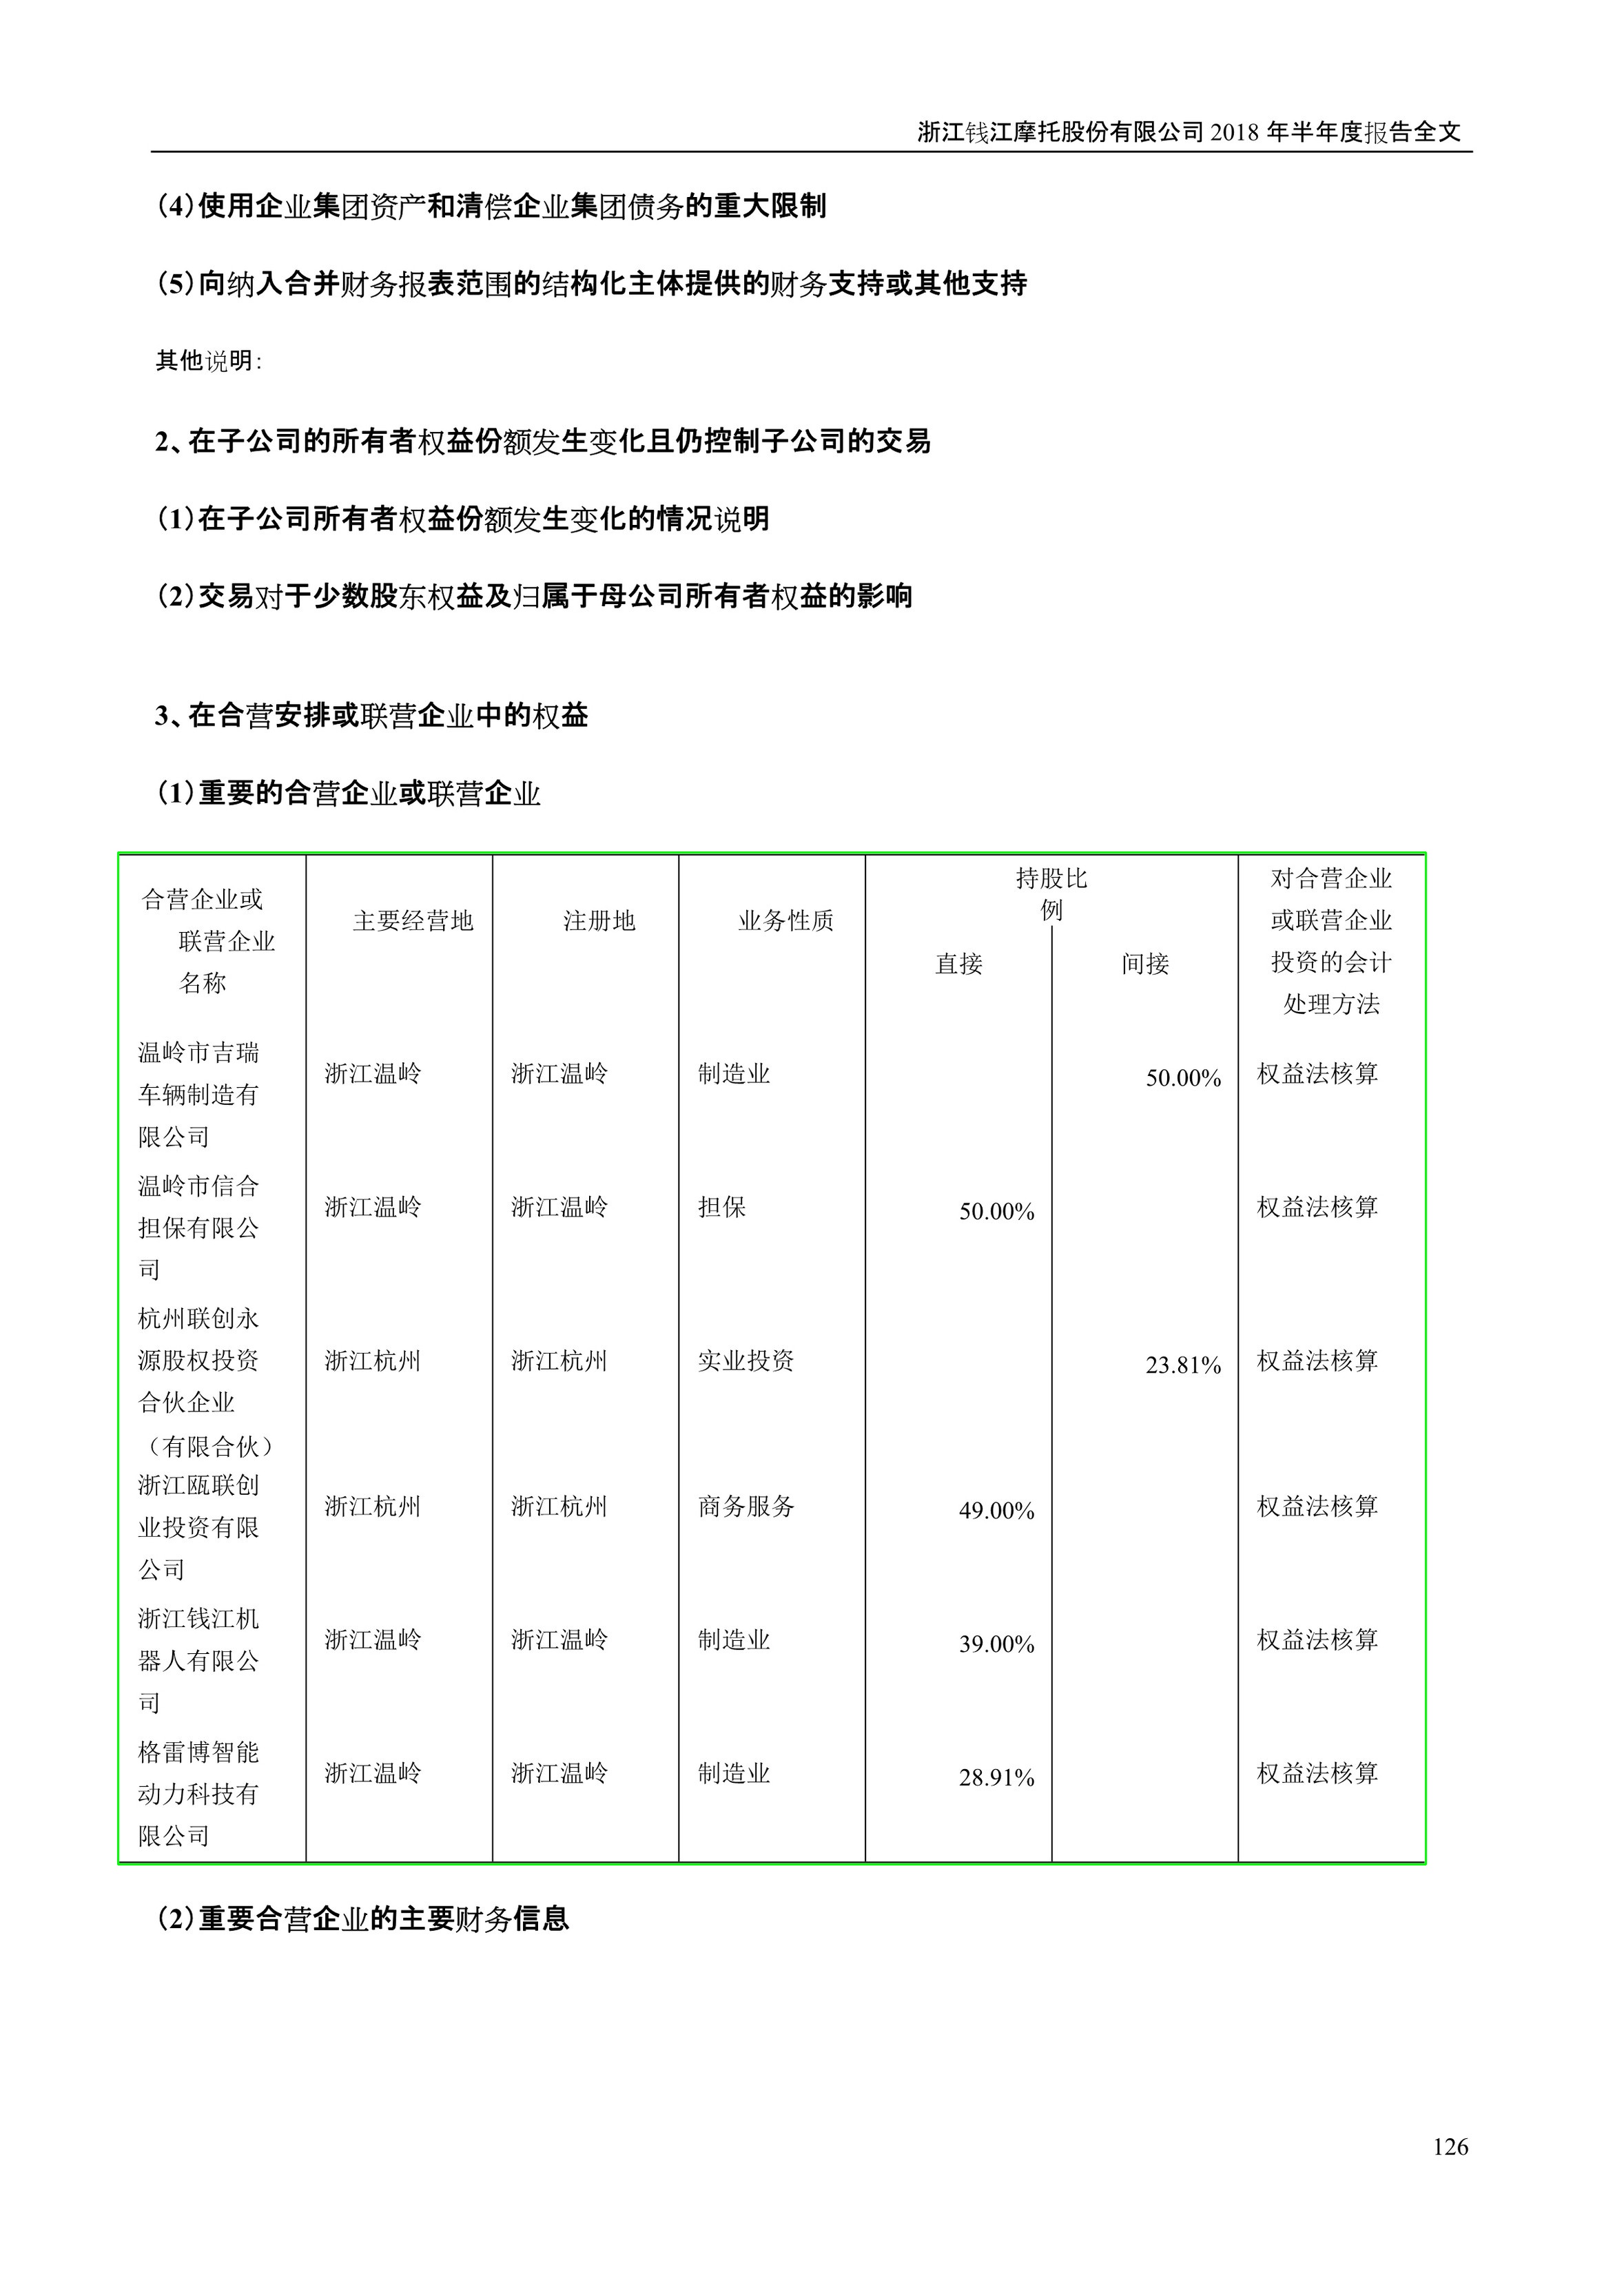 浙江钱江摩托股份有限公司 2018 年半年度报告全文
（4）使用企业集团资产和清偿企业集团债务的重大限制
（5）向纳入合并财务报表范围的结构化主体提供的财务支持或其他支持
其他说明：
2、在子公司的所有者权益份额发生变化且仍控制子公司的交易
（1）在子公司所有者权益份额发生变化的情况说明
（2）交易对于少数股东权益及归属于母公司所有者权益的影响
3、在合营安排或联营企业中的权益
（1）重要的合营企业或联营企业
合营企业或
联营企业
名称
主要经营地
注册地
业务性质
持股比
例
直接
间接
对合营企业
或联营企业
投资的会计
处理方法
温岭市吉瑞
车辆制造有
限公司
浙江温岭
浙江温岭
制造业
50.00%
权益法核算
温岭市信合
担保有限公
司
浙江温岭
浙江温岭
担保
50.00%
权益法核算
杭州联创永
源股权投资
合伙企业
（有限合伙）
浙江杭州
浙江杭州
实业投资
23.81%
权益法核算
浙江瓯联创
业投资有限
公司
浙江杭州
浙江杭州
商务服务
49.00%
权益法核算
浙江钱江机
器人有限公
司
浙江温岭
浙江温岭
制造业
39.00%
权益法核算
格雷博智能
动力科技有
限公司
浙江温岭
浙江温岭
制造业
28.91%
权益法核算
（2）重要合营企业的主要财务信息
126